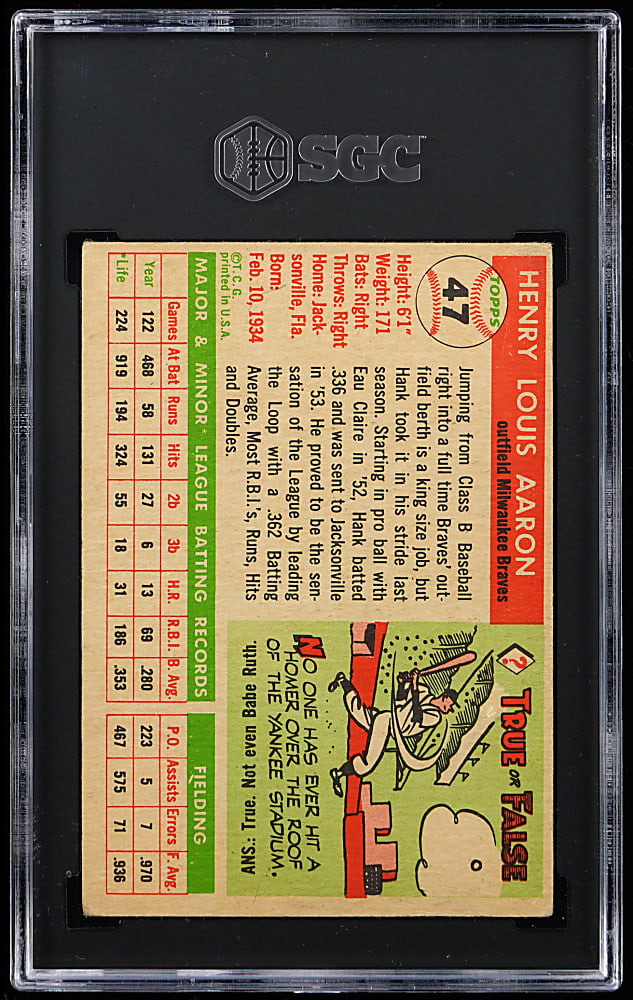 SGC
TOPPS
47
HENRY LOUIS AARON
outfield Milwaukee Braves
Height: 6'1"
Weight: 171
Bats: Right
Throws: Right
Home: Jack-
sonville, Fla.
Born:
Feb. 10, 1934
©T.C.G.
printed in U.S.A.
Jumping from Class B Baseball
right into a full time Braves' out-
field berth is a king size job, but
Hank took it in his stride last
season. Starting in pro ball with
Eau Claire in '52, Hank batted
.336 and was sent to Jacksonville
in '53. He proved to be the sen-
sation of the League by leading
the Loop with a .362 Batting
Average, Most R.B.I.'s, Runs, Hits
and Doubles.
? TRUE OR FALSE
NO ONE HAS EVER HIT A
HOMER OVER THE ROOF
OF THE YANKEE STADIUM.
ANS.: True. Not even Babe Ruth.
MAJOR & MINOR* LEAGUE BATTING RECORDS FIELDING
Games At Bat Runs Hits 2b 3b H.R. R.B.I. B. Avg. P.O. Assists Errors F. Avg.
Year 122 468 58 131 27 6 13 69 .280 223 5 7 .970
*Life 224 919 194 324 55 18 31 186 .353 467 575 71 .936